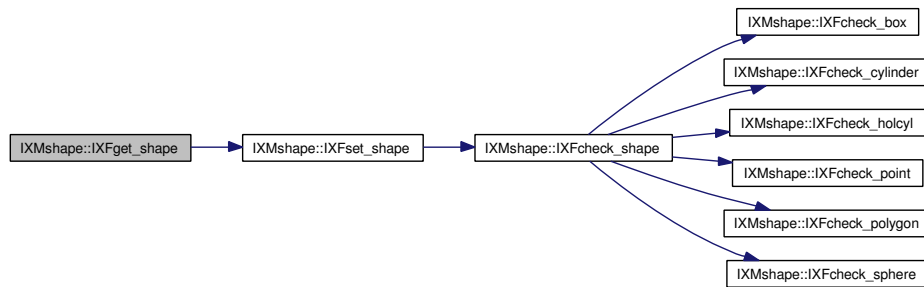 IXMshape::IXFget_shape
IXMshape::IXFset_shape
IXMshape::IXFcheck_shape
IXMshape::IXFcheck_box
IXMshape::IXFcheck_cylinder
IXMshape::IXFcheck_holcyl
IXMshape::IXFcheck_point
IXMshape::IXFcheck_polygon
IXMshape::IXFcheck_sphere